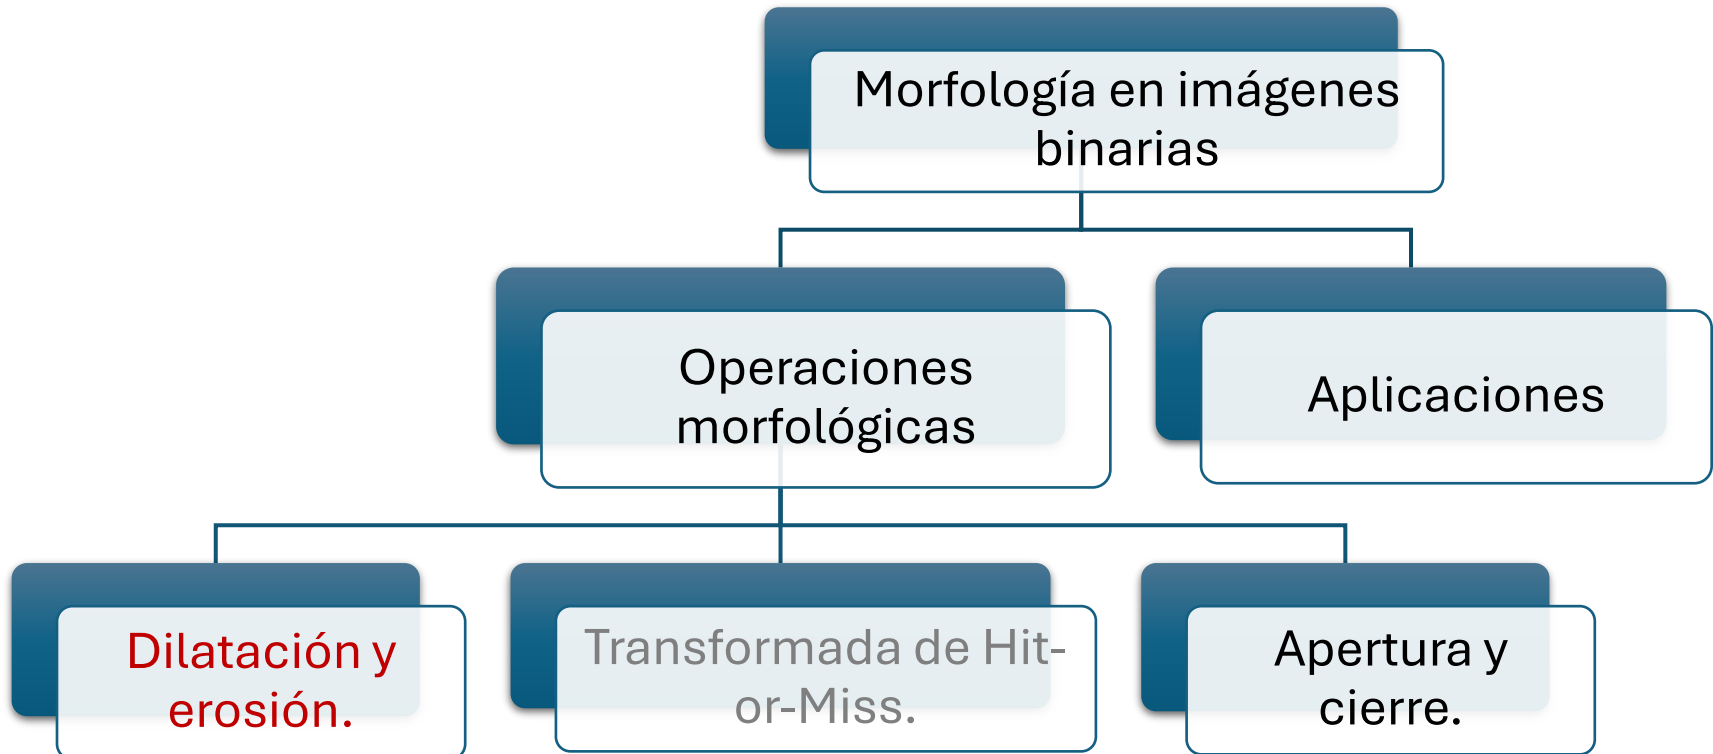 Morfología en imágenes
binarias
Operaciones
morfológicas
Aplicaciones
Dilatación y
erosión.
Transformada de Hit-
or-Miss.
Apertura y
cierre.